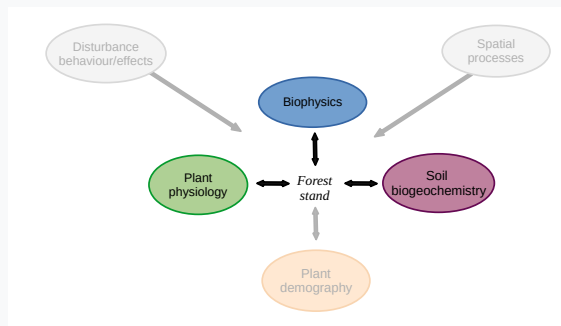 Disturbance
behaviour/effects
Spatial
processes
Biophysics
Plant
physiology
Forest
stand
Soil
biogeochemistry
Plant
demography